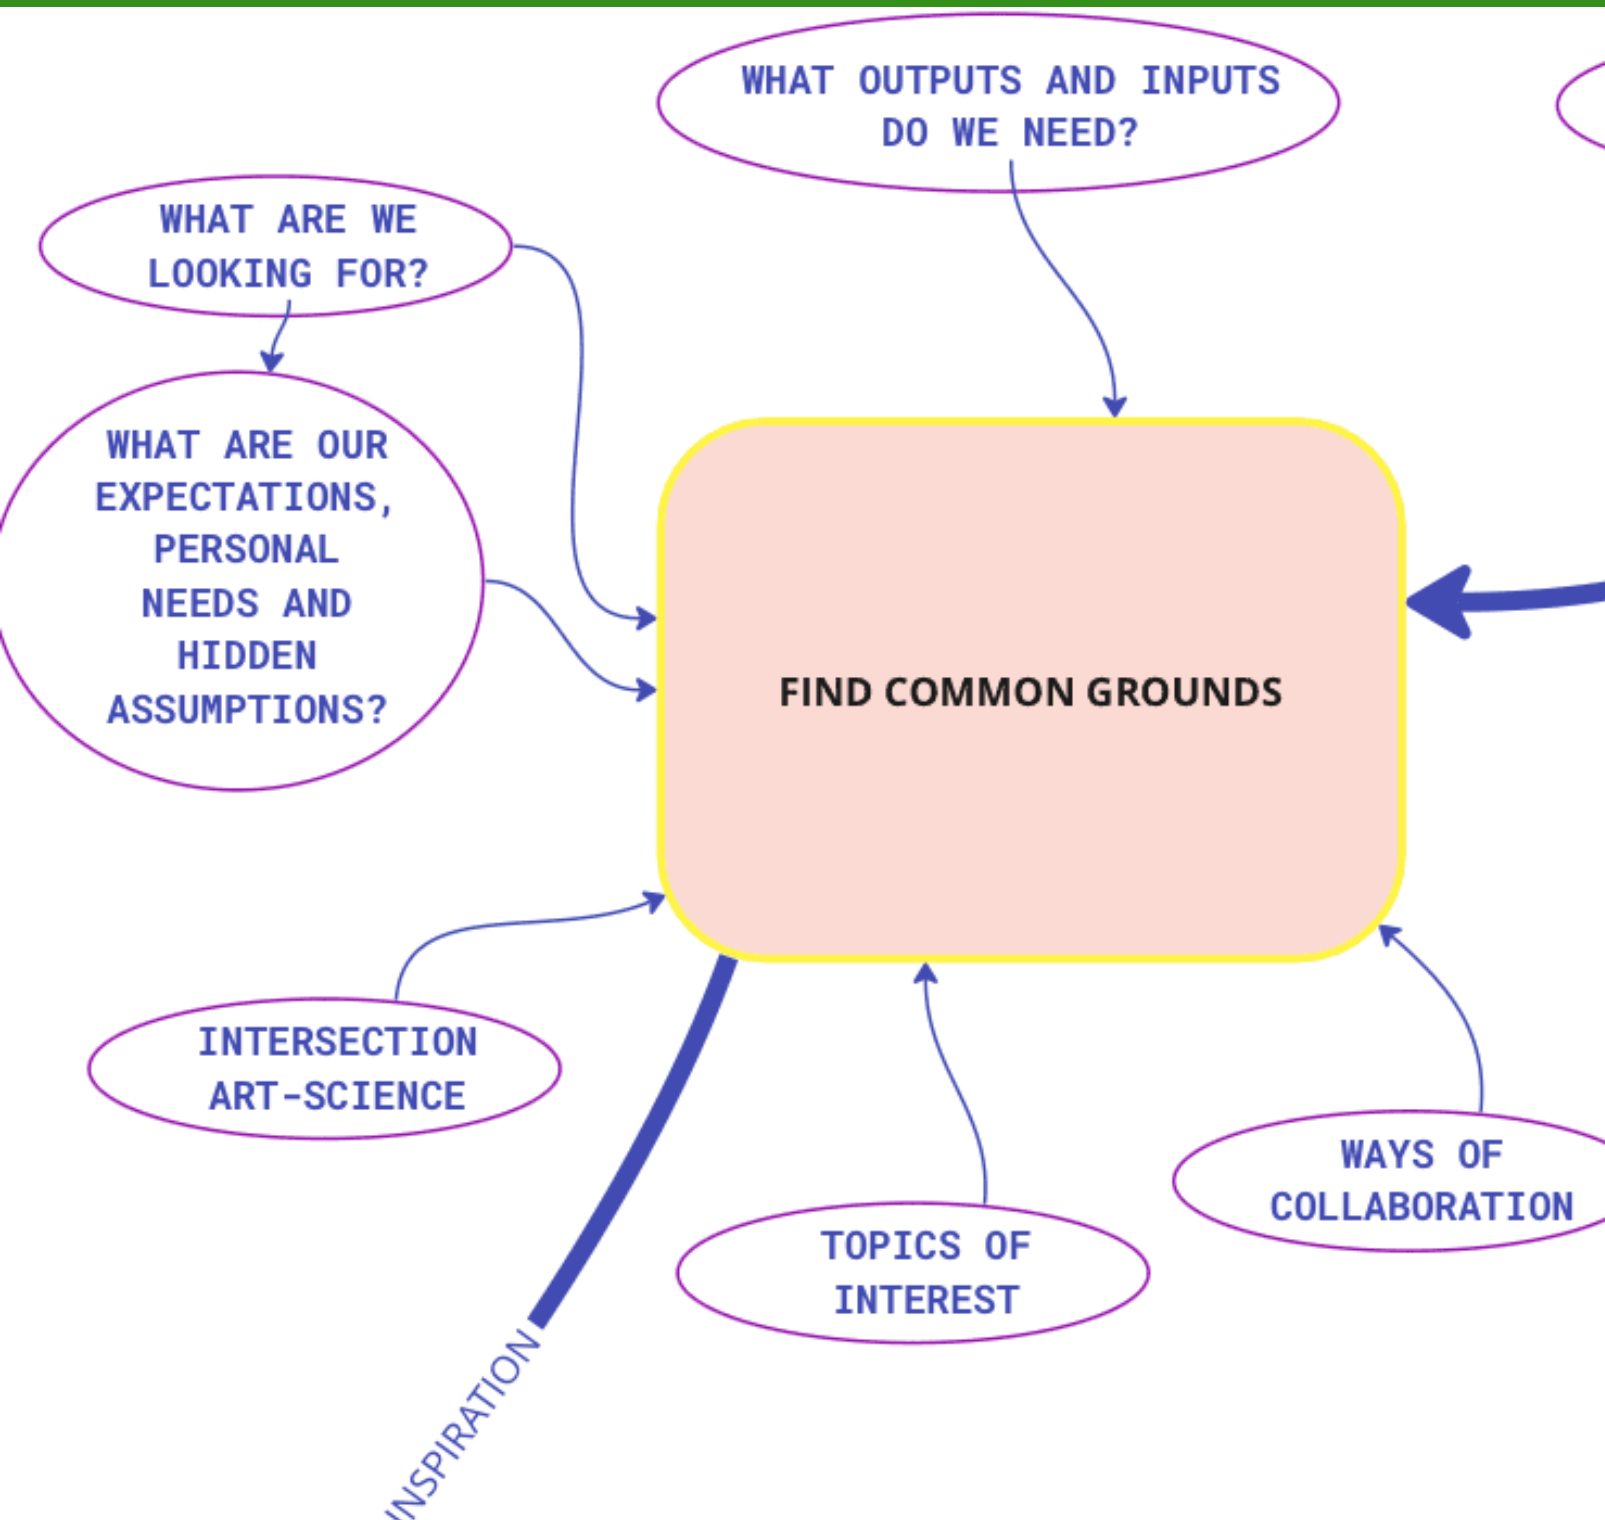 WHAT OUTPUTS AND INPUTS
DO WE NEED?
WHAT ARE WE
LOOKING FOR?
WHAT ARE OUR
EXPECTATIONS,
PERSONAL
NEEDS AND
HIDDEN
ASSUMPTIONS?
FIND COMMON GROUNDS
INTERSECTION
ART-SCIENCE
WAYS OF
COLLABORATION
TOPICS OF
INTEREST
INSPIRATION